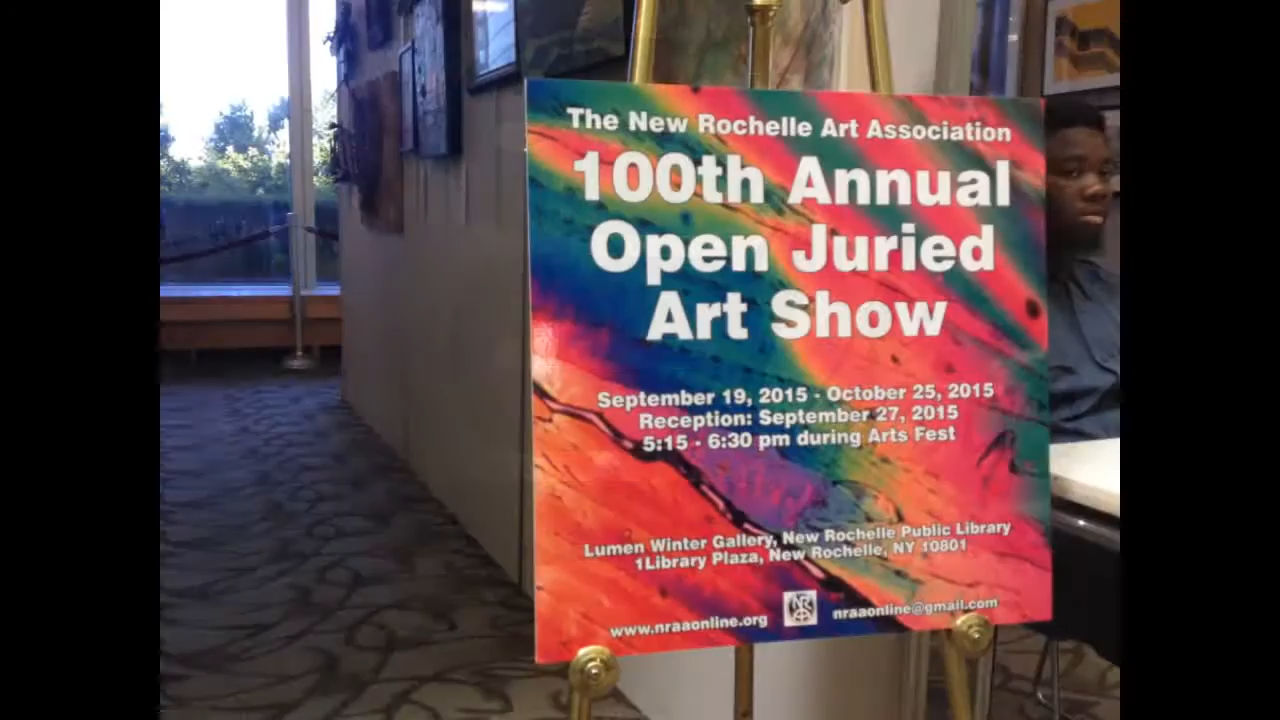 The New Rochelle Art Association
100th Annual
Open Juried
Art Show
September 19, 2015 - October 25, 2015
Reception: September 27, 2015
5:15 - 6:30 pm during Arts Fest
Lumen Winter Gallery, New Rochelle Public Library
1Library Plaza, New Rochelle, NY 10801
www.nraaonline.org
nraaonline@gmail.com